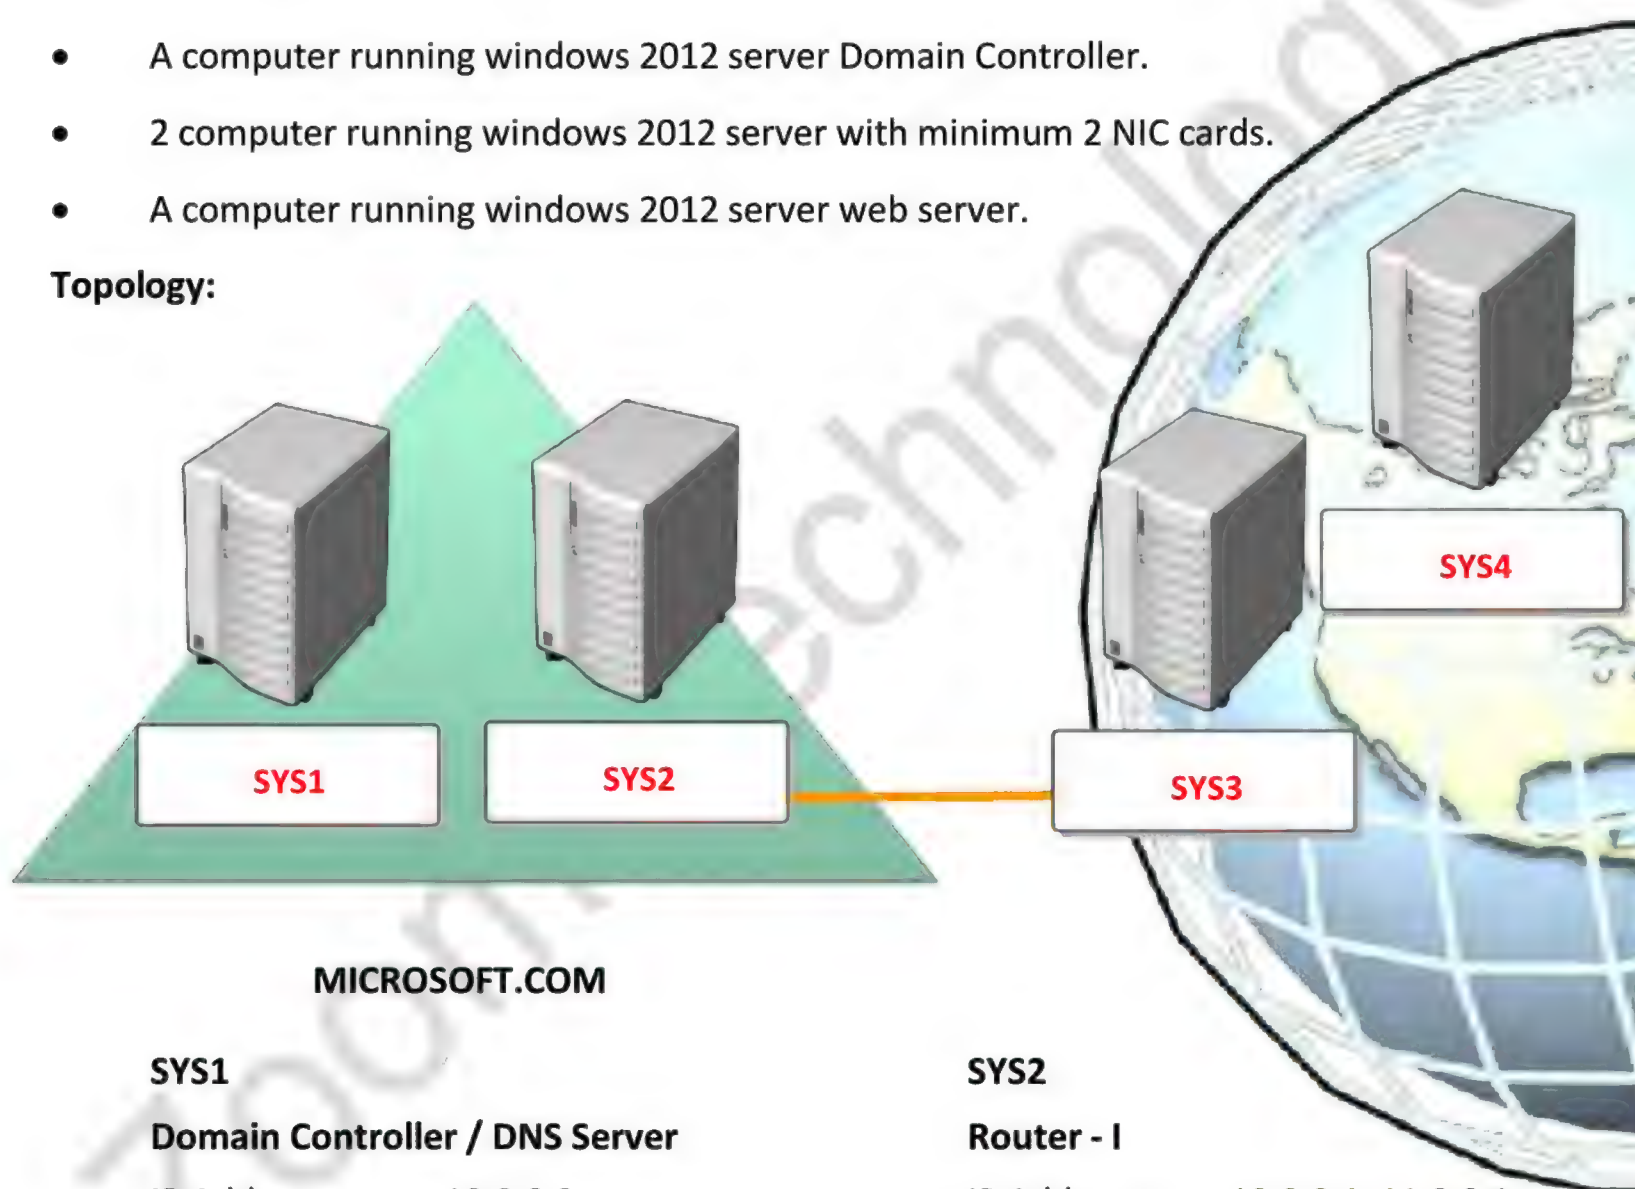 • A computer running windows 2012 server Domain Controller.
• 2 computer running windows 2012 server with minimum 2 NIC cards.
• A computer running windows 2012 server web server.
Topology:
SYS4
SYS1
SYS2
SYS3
MICROSOFT.COM
SYS1
SYS2
Domain Controller / DNS Server
Router - I